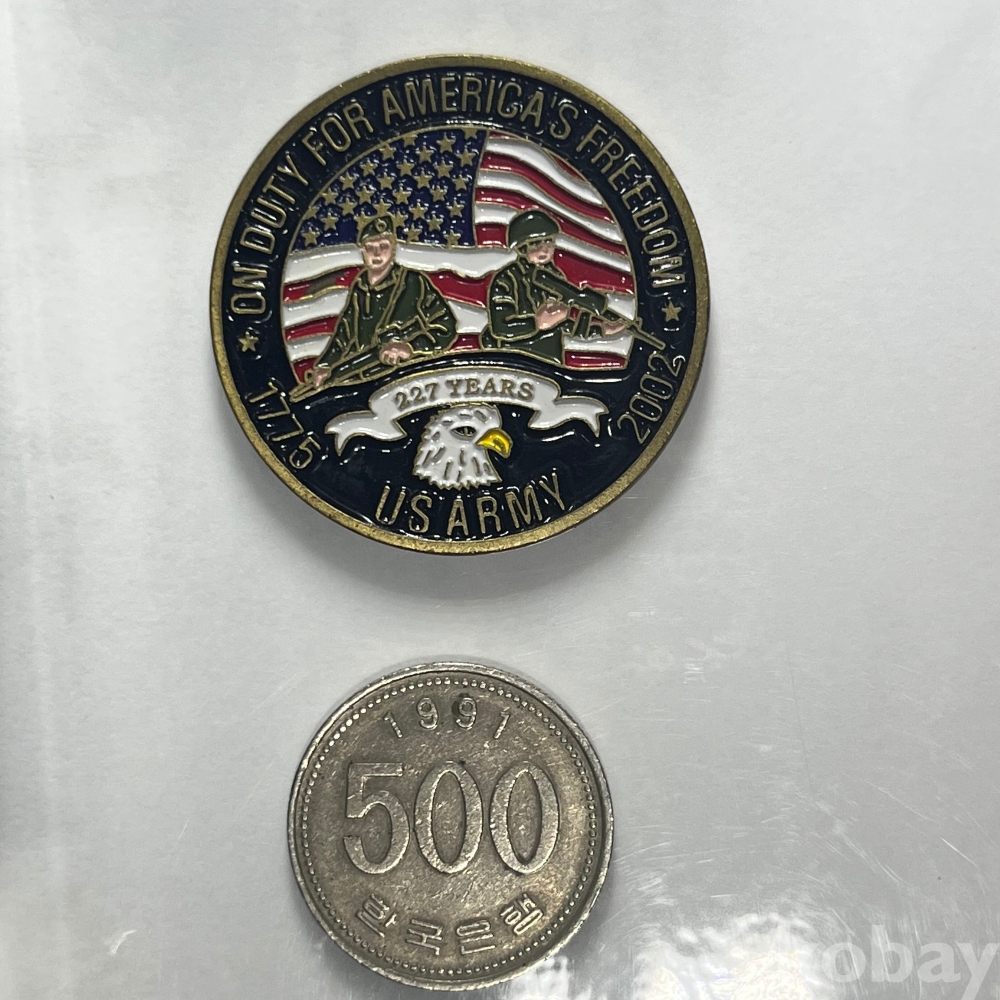 ON DUTY FOR AMERICA'S FREEDOM
1775
2002
227 YEARS
US ARMY
1991
500
한국은행
obay